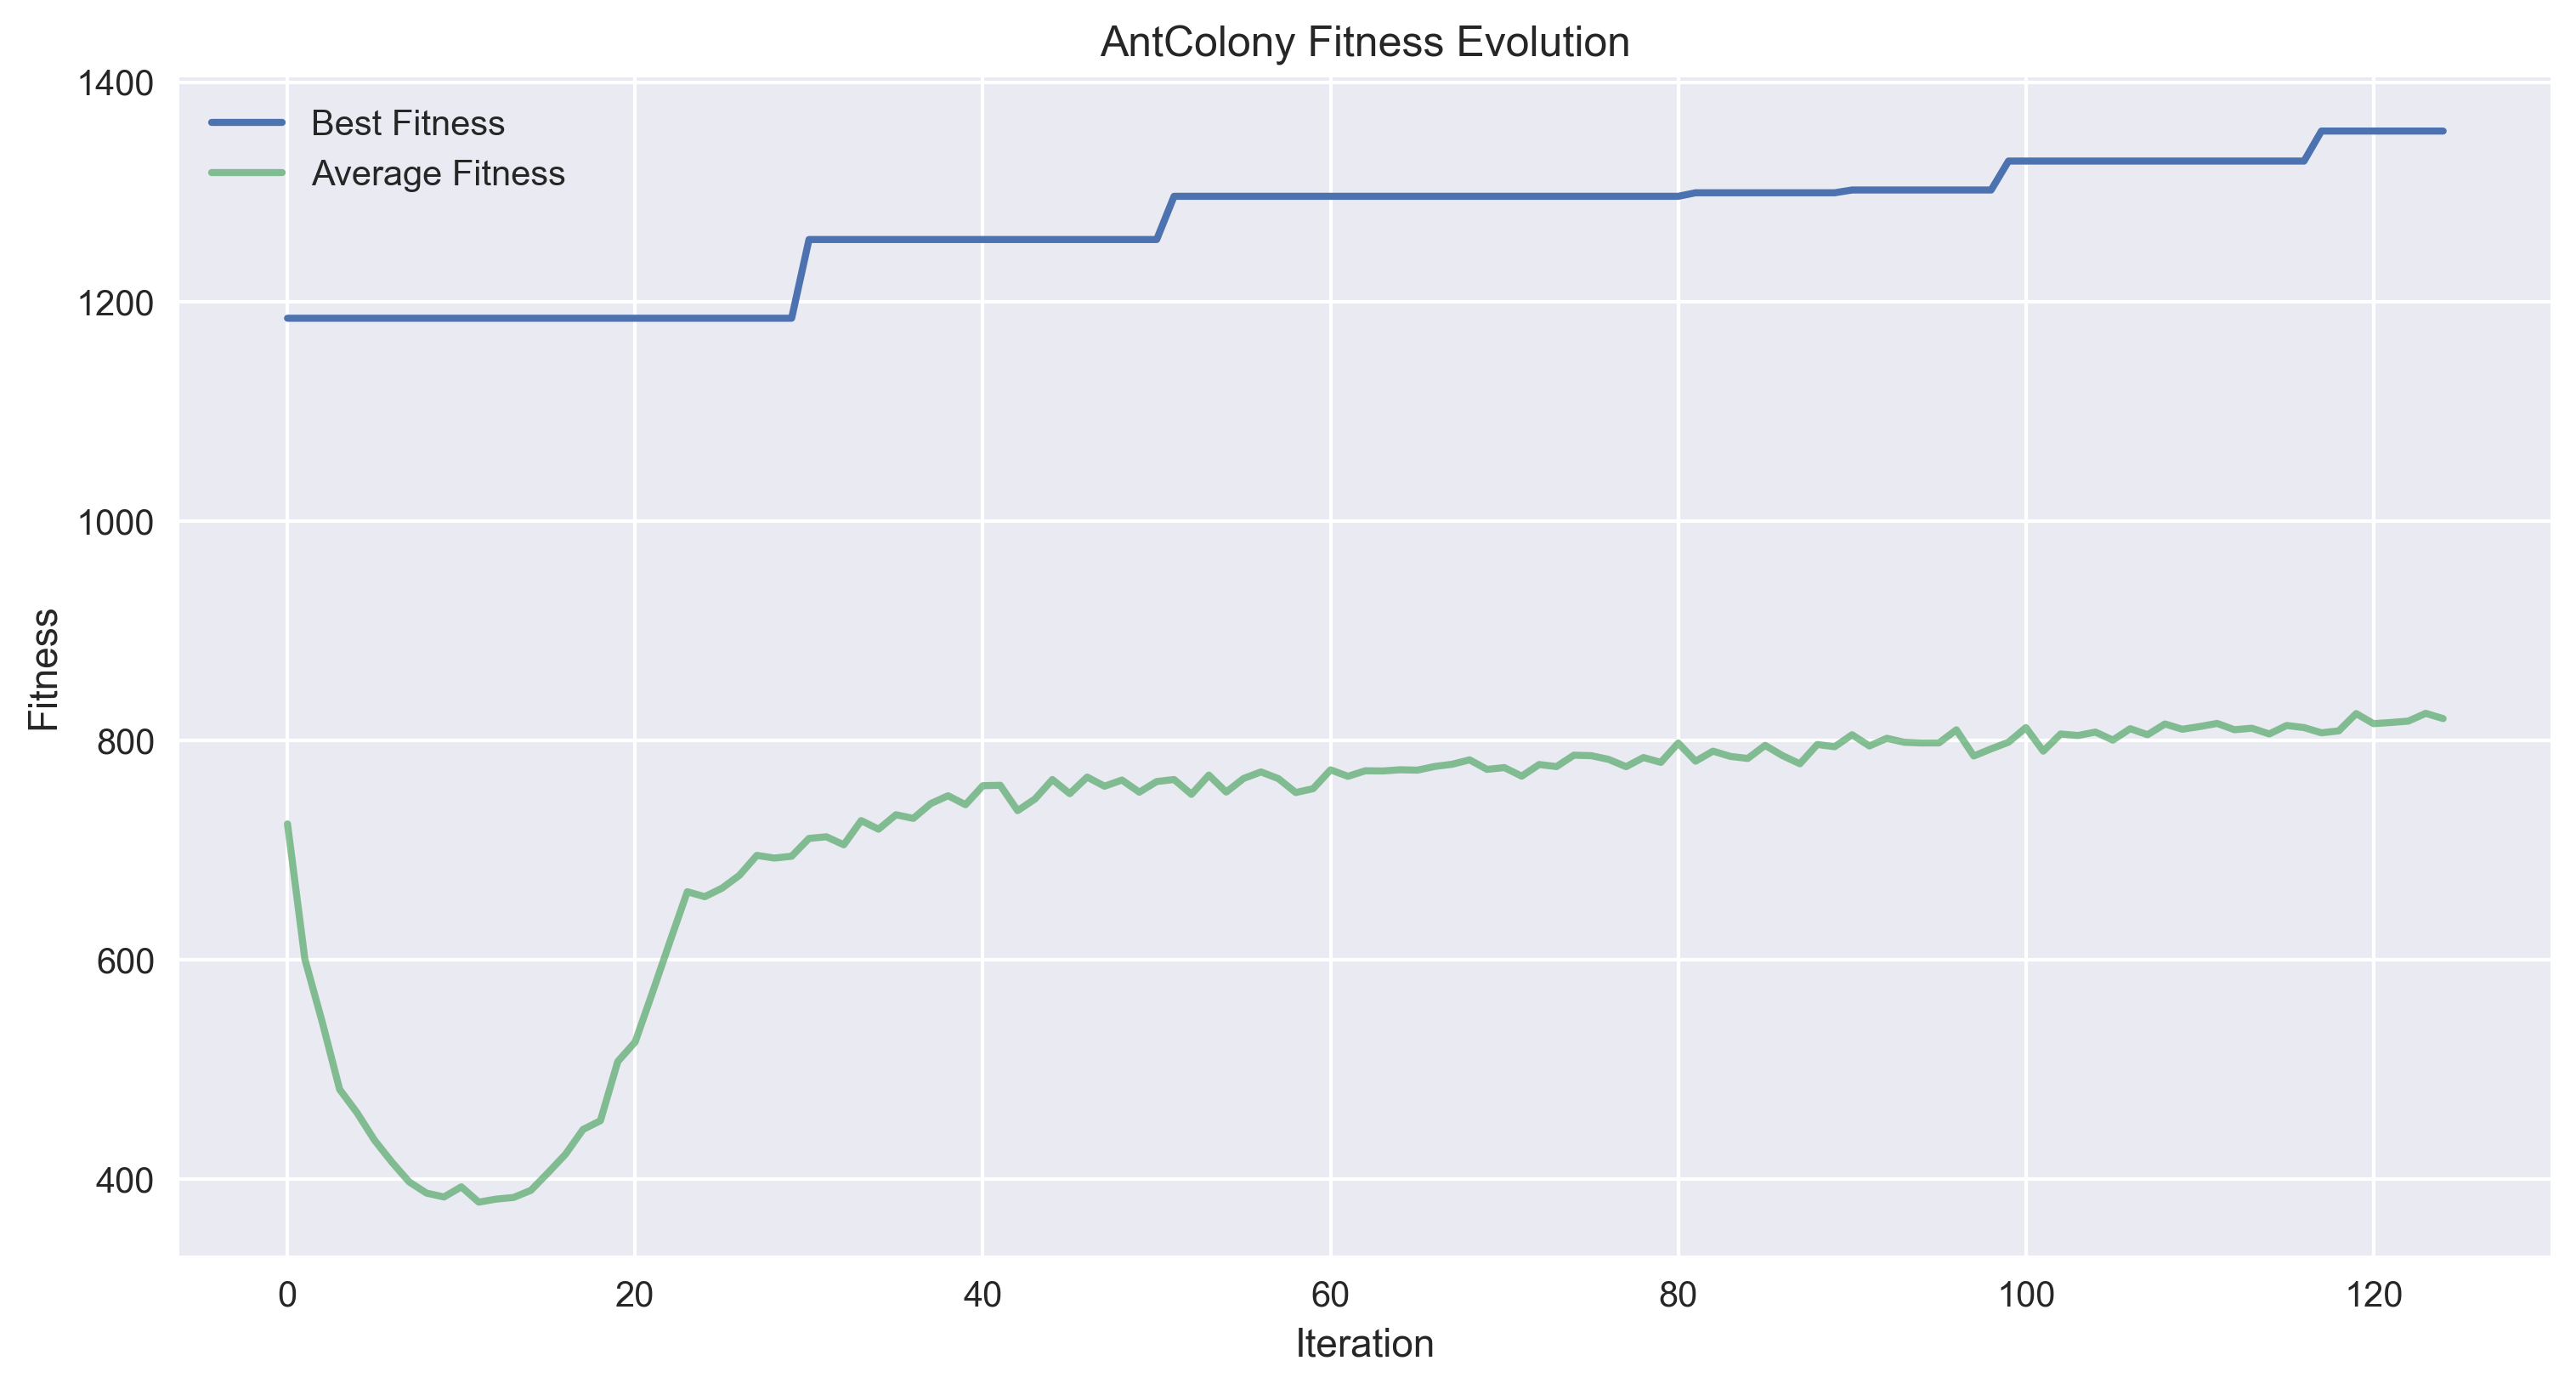 AntColony Fitness Evolution
1400
1200
1000
800
600
400
Best Fitness
Average Fitness
Fitness
0 20 40 60 80 100 120
Iteration